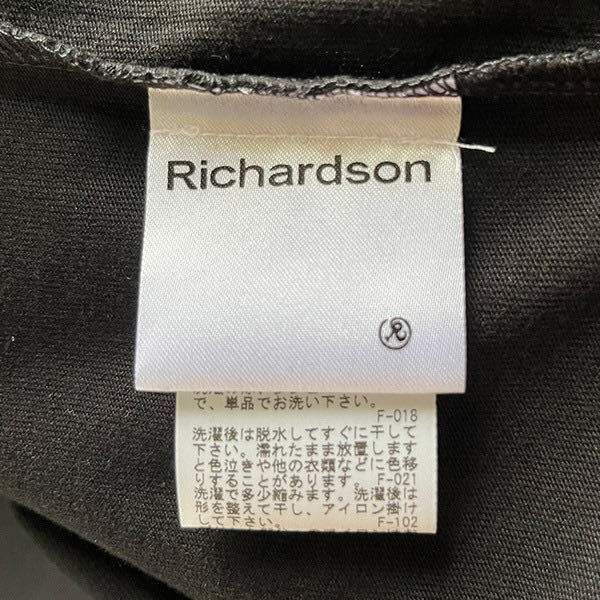 Richardson
で、単品でお洗い下さい。
F-018
洗濯後は脱水してすぐに干して
下さい。濡れたまま放置します
と色泣きや他の衣類などに色移
りすることがあります。F-021
洗濯で多少縮みます。洗濯後は
形を整えて干し、アイロン掛け
して下さい。 F-102